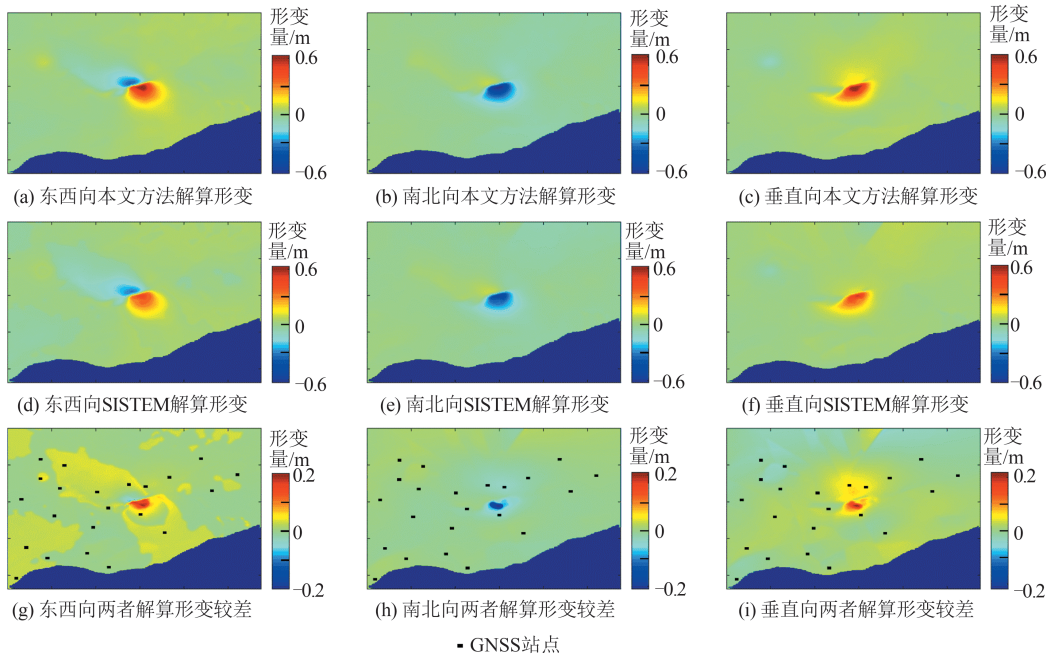 形变
量/m
0.6
0
−0.6
(a) 东西向本文方法解算形变
形变
量/m
0.6
0
−0.6
(b) 南北向本文方法解算形变
形变
量/m
0.6
0
−0.6
(c) 垂直向本文方法解算形变
形变
量/m
0.6
0
−0.6
(d) 东西向SISTEM解算形变
形变
量/m
0.6
0
−0.6
(e) 南北向SISTEM解算形变
形变
量/m
0.6
0
−0.6
(f) 垂直向SISTEM解算形变
形变
量/m
0.2
0
−0.2
(g) 东西向两者解算形变较差
形变
量/m
0.2
0
−0.2
(h) 南北向两者解算形变较差
形变
量/m
0.2
0
−0.2
(i) 垂直向两者解算形变较差
GNSS站点